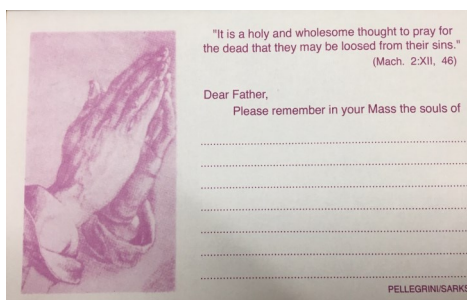 "It is a holy and wholesome thought to pray for
the dead that they may be loosed from their sins."
(Mach. 2:XII, 46)
Dear Father,
Please remember in your Mass the souls of
PELLEGRINI/SARKS